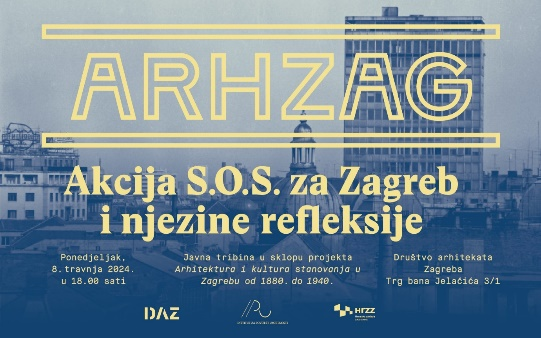 ARHZAG
Akcija S.O.S. za Zagreb
i njezine refleksije
Ponedjeljak,
8. travnja 2024.
u 18.00 sati
Javna tribina u sklopu projekta
Arhitektura i kultura stanovanja u
Zagrebu od 1880. do 1940.
Društvo arhitekata
Zagreba
Trg bana Jelačića 3/1
DAZ
HRZZ